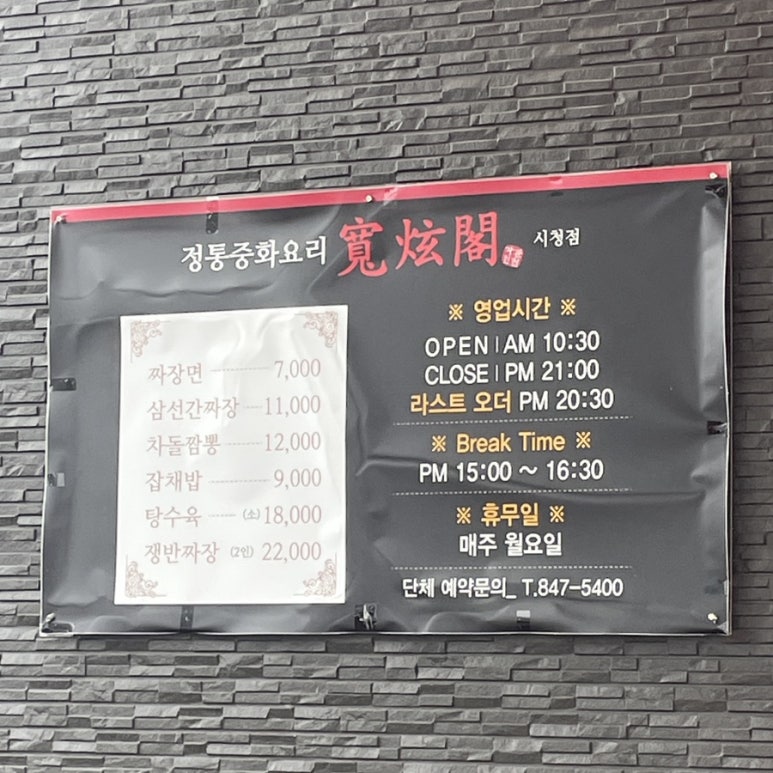 정통중화요리 寬炫閣 시청점
짜장면 7,000
삼선간짜장 11,000
차돌짬뽕 12,000
잡채밥 9,000
탕수육 (소) 18,000
쟁반짜장 (2인) 22,000
※ 영업시간 ※
OPEN | AM 10:30
CLOSE | PM 21:00
라스트 오더 PM 20:30
※ Break Time ※
PM 15:00 ~ 16:30
※ 휴무일 ※
매주 월요일
단체 예약문의_ T.847-5400